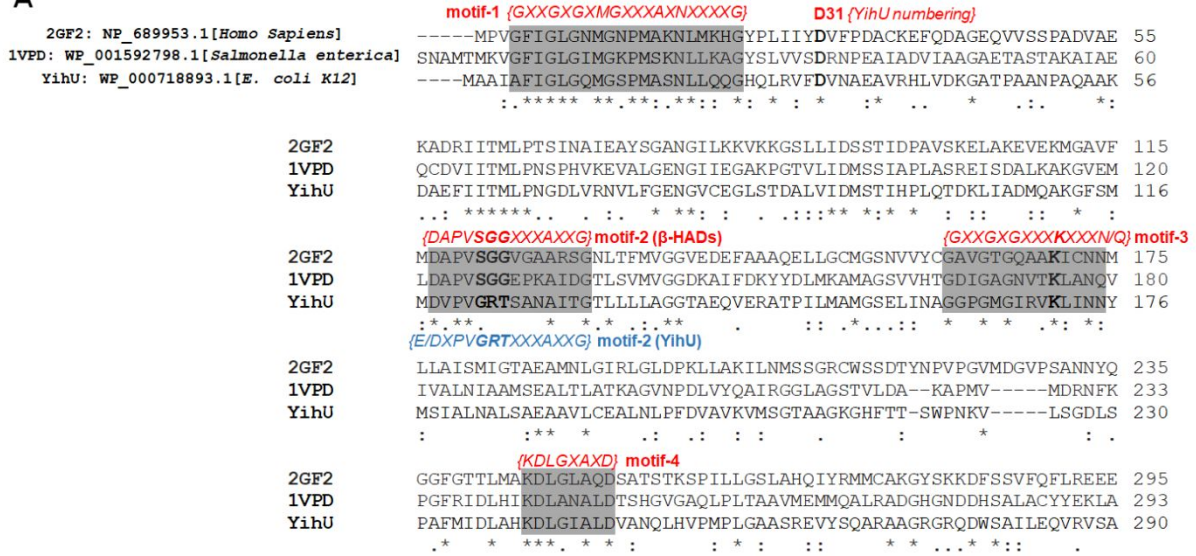 A
motif-1 {GXXGXGXMGXXXAXNXXXXG} D31 {YihU numbering}
2GF2: NP_689953.1[Homo Sapiens] -----MPVGFIGLGNMGNPMAKNLMKHGYPLIIYDVFPDACKEFQDAGEQVVSSPADVAE 55
1VPD: WP_001592798.1[Salmonella enterica] SNAMTMKVGFIGLGIMGKPMSKNLLKAGYSLVVSDRNPEAIADVIAAGAETASTAKAIAE 60
YihU: WP_000718893.1[E. coli K12] ----MAAIAFIGLGQMGSPMASNLLQQGHQLRVFDVNAEAVRHLVDKGATPAANPAQAAK 56
:.***** **.**:.**:: * * : * :* .. * .:. *:
2GF2 KADRIITMLPTSINAIEAYSGANGILKKVKKGSLLIDSSTIDPAVSKELAKEVEKMGAVF 115
1VPD QCDVIITMLPNSPHVKEVALGENGIIEGAKPGTVLIDMSSIAPLASREISDALKAKGVEM 120
YihU DAEFIITMLPNGDLVRNVLFGENGVCEGLSTDALVIDMSTIHPLQTDKLIADMQAKGFSM 116
..: ******.. . :. * **: : . .:::** *:* * : :: : * :
{DAPVSGGXXXAXXG} motif-2 (β-HADs) {GXXGXGXXXKXXXN/Q} motif-3
2GF2 MDAPVSGGVGAARSGNLTFMVGGVEDEFAAAQELLGCMGSNVVYCGAVGTGQAAKICNNM 175
1VPD LDAPVSGGEPKAIDGTLSVMVGGDKAIFDKYYDLMKAMAGSVVHTGDIGAGNVTKLANQV 180
YihU MDVPVGRTSANAITGTLLLLAGGTAEQVERATPILMAMGSELINAGGPGMGIRVKLINNY 176
:*.**. * *.* .:.** . :: .*...:: * * * .*: *:
{E/DXPVGRTXXXAXXG} motif-2 (YihU)
2GF2 LLAISMIGTAEAMNLGIRLGLDPKLLAKILNMSSGRCWSSDTYNPVPGVMDGVPSANNYQ 235
1VPD IVALNIAAMSEALTLATKAGVNPDLVYQAIRGGLAGSTVLDA--KAPMV-----MDRNFK 233
YihU MSIALNALSAEAAVLCEALNLPFDVAVKVMSGTAAGKGHFTT-SWPNKV-----LSGDLS 230
: :** * .: .: : : . : * : .
{KDLGXAXD} motif-4
2GF2 GGFGTTLMAKDLGLAQDSATSTKSPILLGSLAHQIYRMMCAKGYSKKDFSSVFQFLREEE 295
1VPD PGFRIDLHIKDLANALDTSHGVGAQLPLTAAVMEMMQALRADGHGNDDHSALACYYEKLA 293
YihU PAFMIDLAHKDLGIALDVANQLHVPMPLGAASREVYSQARAAGRGRQDWSAILEQVRVSA 290
.* * ***. * * : : * : :: * * ...* *:: .